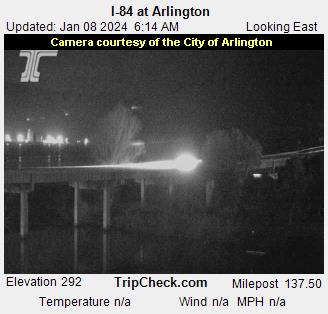 I-84 at Arlington
Updated: Jan 08 2024 6:14 AM Looking East
Camera courtesy of the City of Arlington
Elevation 292 TripCheck.com Milepost 137.50
Temperature n/a Wind n/a MPH n/a